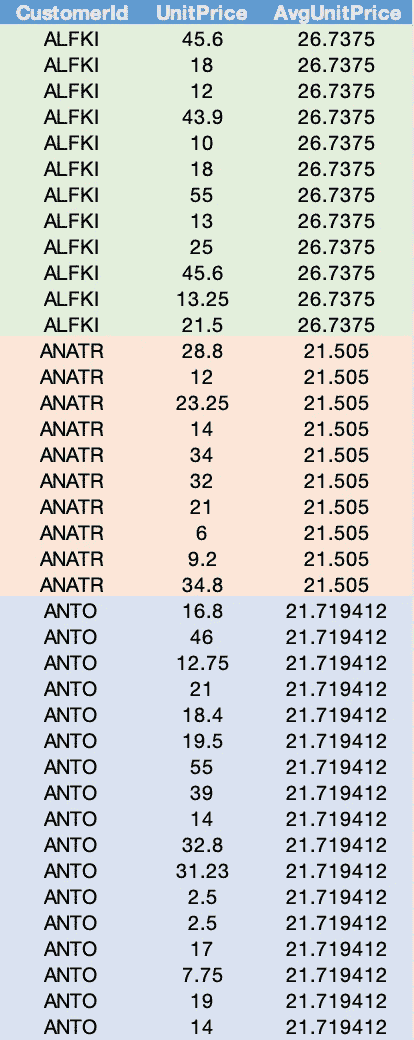 CustomerId UnitPrice AvgUnitPrice
ALFKI 45.6 26.7375
ALFKI 18 26.7375
ALFKI 12 26.7375
ALFKI 43.9 26.7375
ALFKI 10 26.7375
ALFKI 18 26.7375
ALFKI 55 26.7375
ALFKI 13 26.7375
ALFKI 25 26.7375
ALFKI 45.6 26.7375
ALFKI 13.25 26.7375
ALFKI 21.5 26.7375
ANATR 28.8 21.505
ANATR 12 21.505
ANATR 23.25 21.505
ANATR 14 21.505
ANATR 34 21.505
ANATR 32 21.505
ANATR 21 21.505
ANATR 6 21.505
ANATR 9.2 21.505
ANATR 34.8 21.505
ANTO 16.8 21.719412
ANTO 46 21.719412
ANTO 12.75 21.719412
ANTO 21 21.719412
ANTO 18.4 21.719412
ANTO 19.5 21.719412
ANTO 55 21.719412
ANTO 39 21.719412
ANTO 14 21.719412
ANTO 32.8 21.719412
ANTO 31.23 21.719412
ANTO 2.5 21.719412
ANTO 2.5 21.719412
ANTO 17 21.719412
ANTO 7.75 21.719412
ANTO 19 21.719412
ANTO 14 21.719412